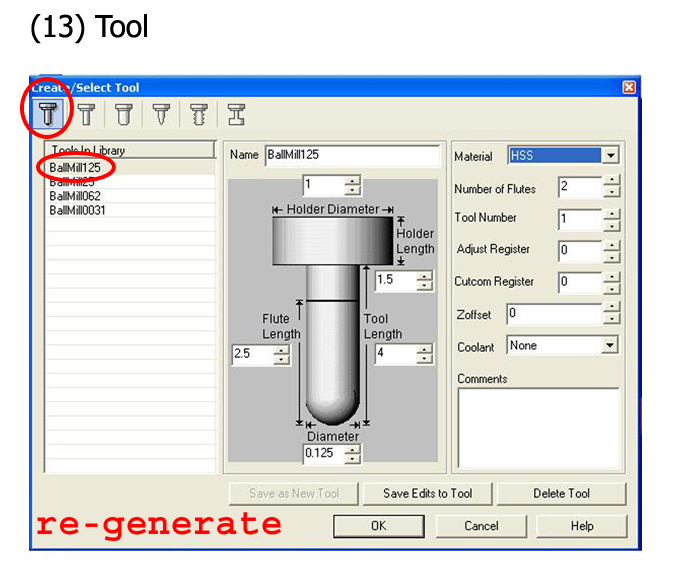 (13) Tool
Create/Select Tool
Tools In Library
BallMill125
BallMill25
BallMill062
BallMill0031
Name BallMill125
1
Holder Diameter
Holder
Length
1.5
Flute
Length
2.5
Tool
Length
4
Diameter
0.125
Material HSS
Number of Flutes 2
Tool Number 1
Adjust Register 0
Cutcom Register 0
Zoffset 0
Coolant None
Comments
Save as New Tool Save Edits to Tool Delete Tool
re-generate
OK Cancel Help